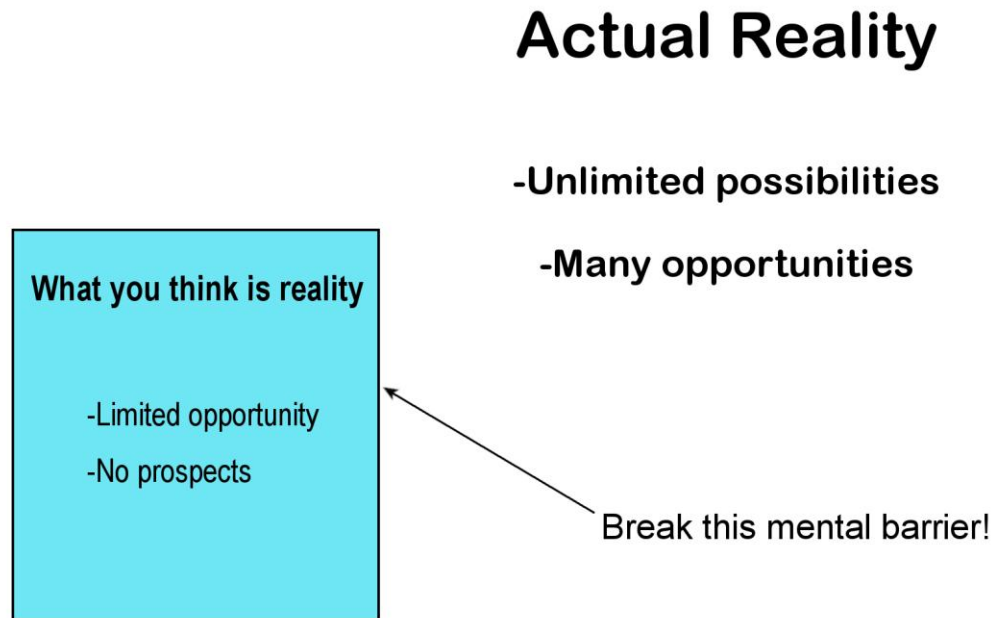 Actual Reality
-Unlimited possibilities
-Many opportunities
What you think is reality
-Limited opportunity
-No prospects
Break this mental barrier!